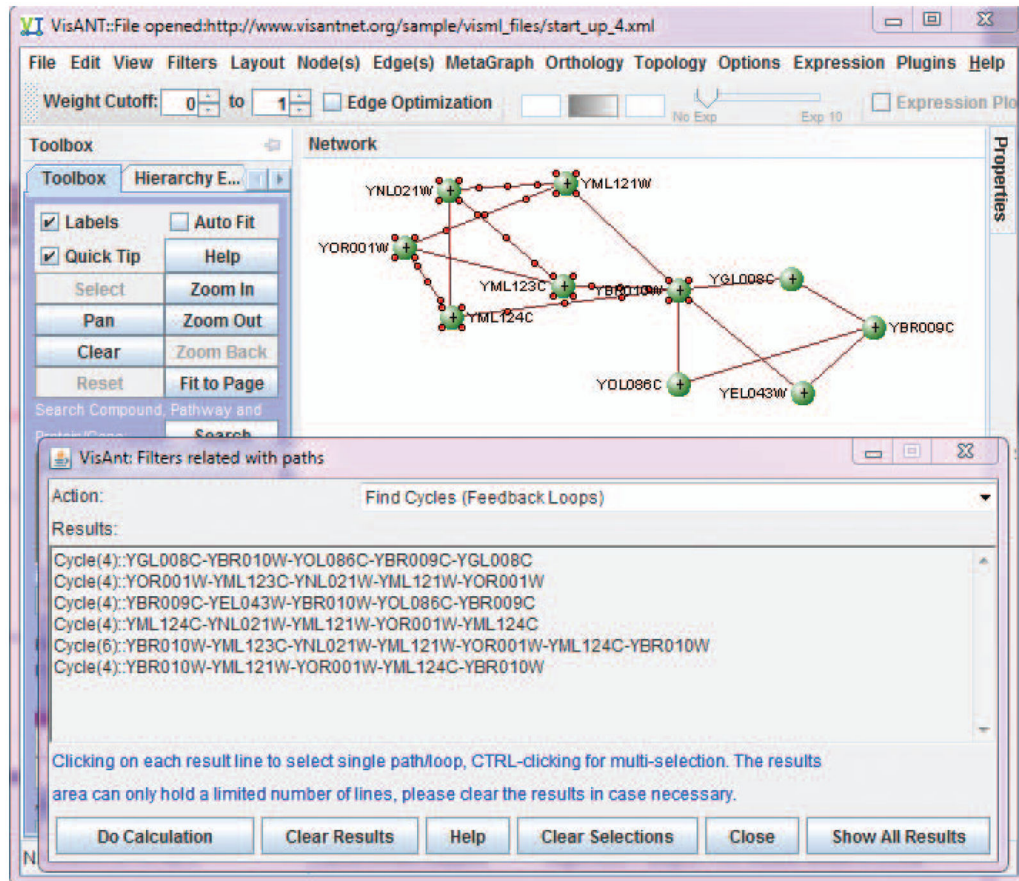 VisANT::File opened:http://www.visantnet.org/sample/visml_files/start_up_4.xml
File Edit View Filters Layout Node(s) Edge(s) MetaGraph Orthology Topology Options Expression Plugins Help
Weight Cutoff: 0 to 1 Edge Optimization No Exp Exp 10 Expression Plo
Toolbox
Network
Properties
Toolbox Hierarchy E...
Labels Auto Fit
Quick Tip Help
Select Zoom In
Pan Zoom Out
Clear Zoom Back
Reset Fit to Page
Search Compound, Pathway and
Search
YNL021W
YML121W
YOR001W
YML123C
YBR010W
YGL008C
YML124C
YBR009C
YOL086C
YEL043W
VisAnt: Filters related with paths
Action: Find Cycles (Feedback Loops)
Results:
Cycle(4)::YGL008C-YBR010W-YOL086C-YBR009C-YGL008C
Cycle(4)::YOR001W-YML123C-YNL021W-YML121W-YOR001W
Cycle(4)::YBR009C-YEL043W-YBR010W-YOL086C-YBR009C
Cycle(4)::YML124C-YNL021W-YML121W-YOR001W-YML124C
Cycle(6)::YBR010W-YML123C-YNL021W-YML121W-YOR001W-YML124C-YBR010W
Cycle(4)::YBR010W-YML121W-YOR001W-YML124C-YBR010W
Clicking on each result line to select single path/loop, CTRL-clicking for multi-selection. The results
area can only hold a limited number of lines, please clear the results in case necessary.
Do Calculation Clear Results Help Clear Selections Close Show All Results
N